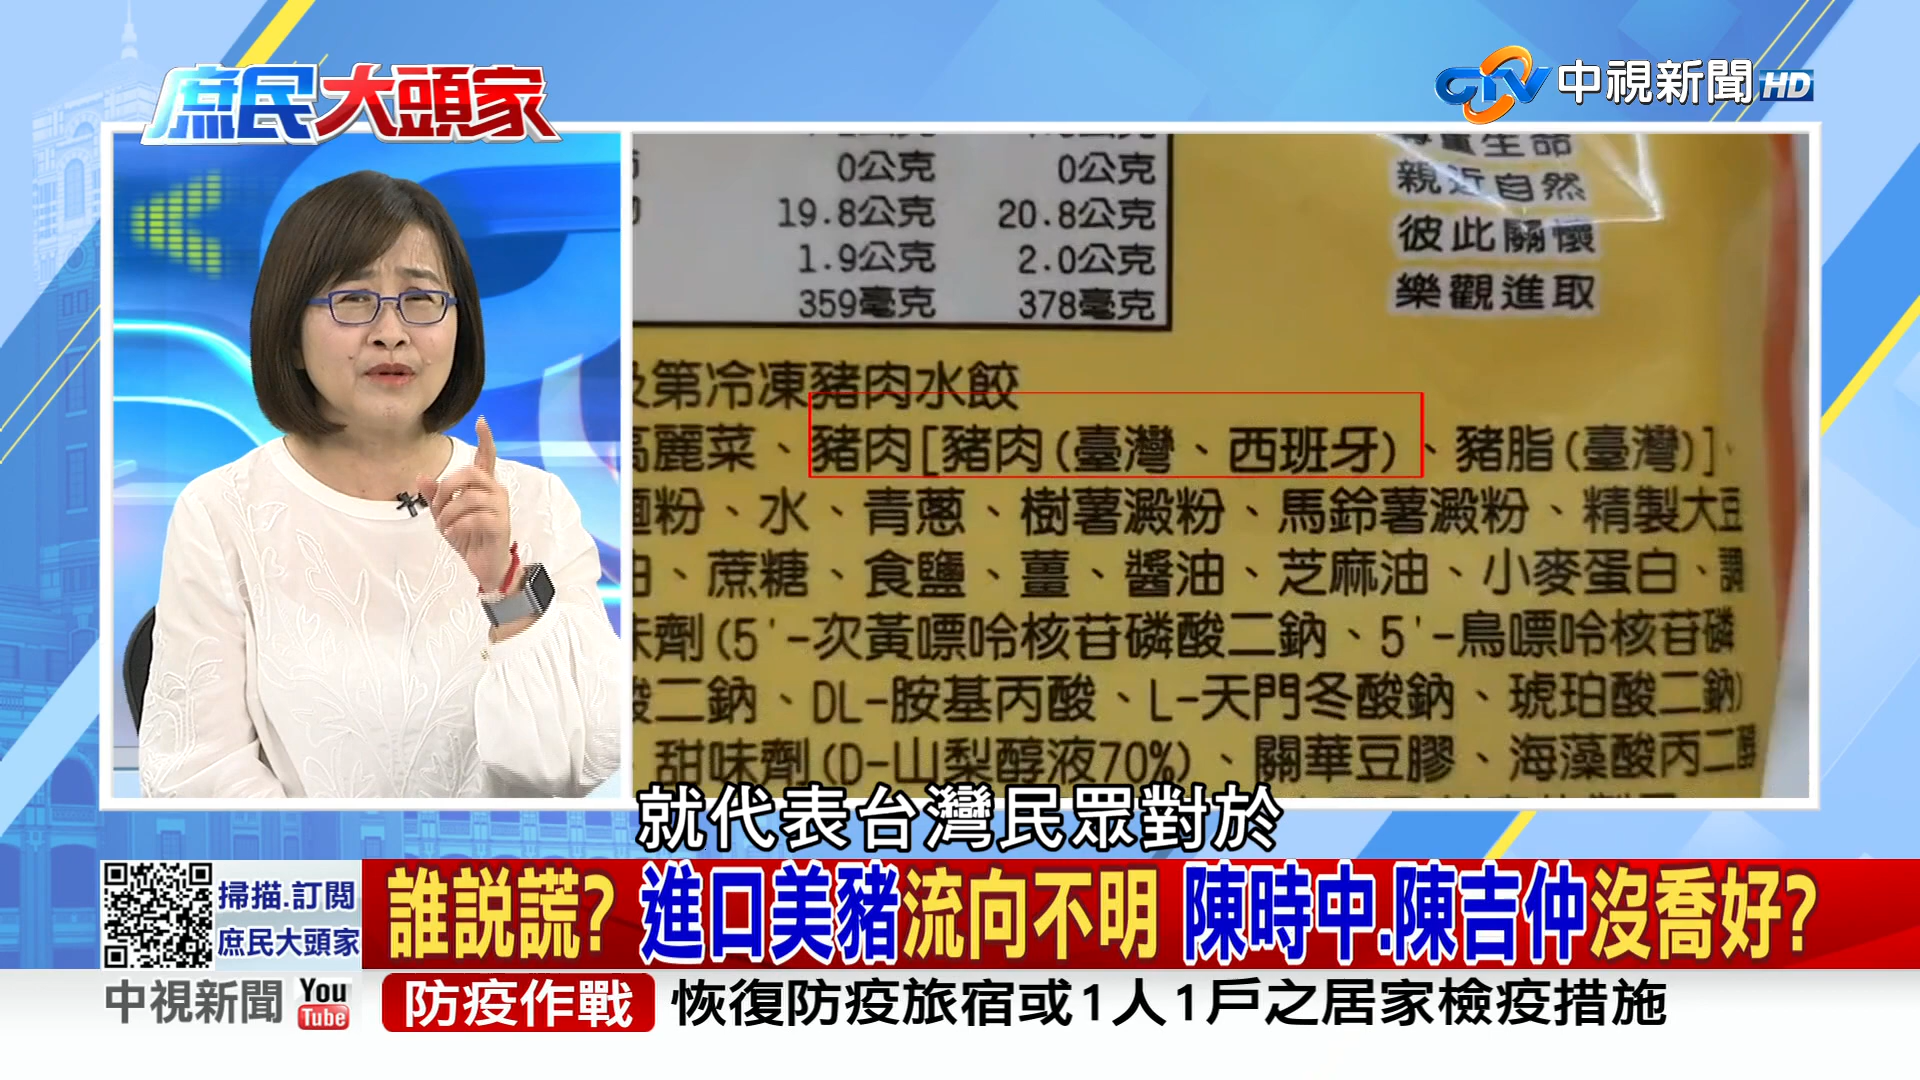 庶民大頭家
CTV中視新聞HD
0公克 0公克
19.8公克 20.8公克
1.9公克 2.0公克
359毫克 378毫克
生命
親近自然
彼此關懷
樂觀進取
第冷凍豬肉水餃
高麗菜、豬肉[豬肉(臺灣、西班牙)、豬脂(臺灣)]、
麵粉、水、青蔥、樹薯澱粉、馬鈴薯澱粉、精製大豆
、蔗糖、食鹽、薑、醬油、芝麻油、小麥蛋白、調
味劑(5'-次黃嘌呤核苷磷酸二鈉、5'-鳥嘌呤核苷磷
酸二鈉、DL-胺基丙酸、L-天門冬酸鈉、琥珀酸二鈉)
、甜味劑(D-山梨醇液70%)、關華豆膠、海藻酸丙二醇
就代表台灣民眾對於
掃描.訂閱
庶民大頭家
誰説謊? 進口美豬流向不明 陳時中.陳吉仲沒喬好?
中視新聞 YouTube
防疫作戰 恢復防疫旅宿或1人1戶之居家檢疫措施